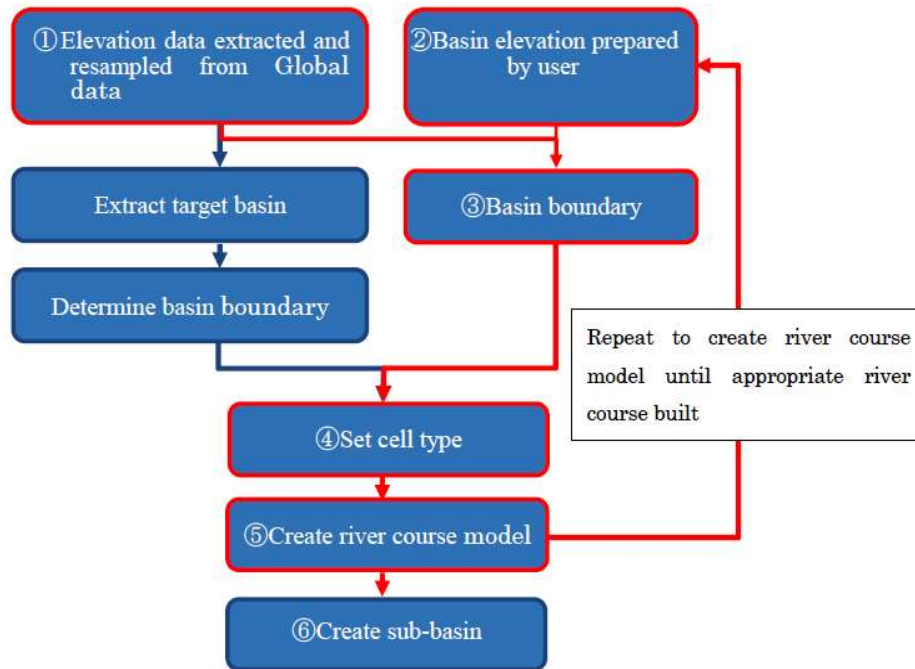 ①Elevation data extracted and
resampled from Global
data
②Basin elevation prepared
by user
Extract target basin
③Basin boundary
Determine basin boundary
Repeat to create river course
model until appropriate river
course built
④Set cell type
⑤Create river course model
⑥Create sub-basin